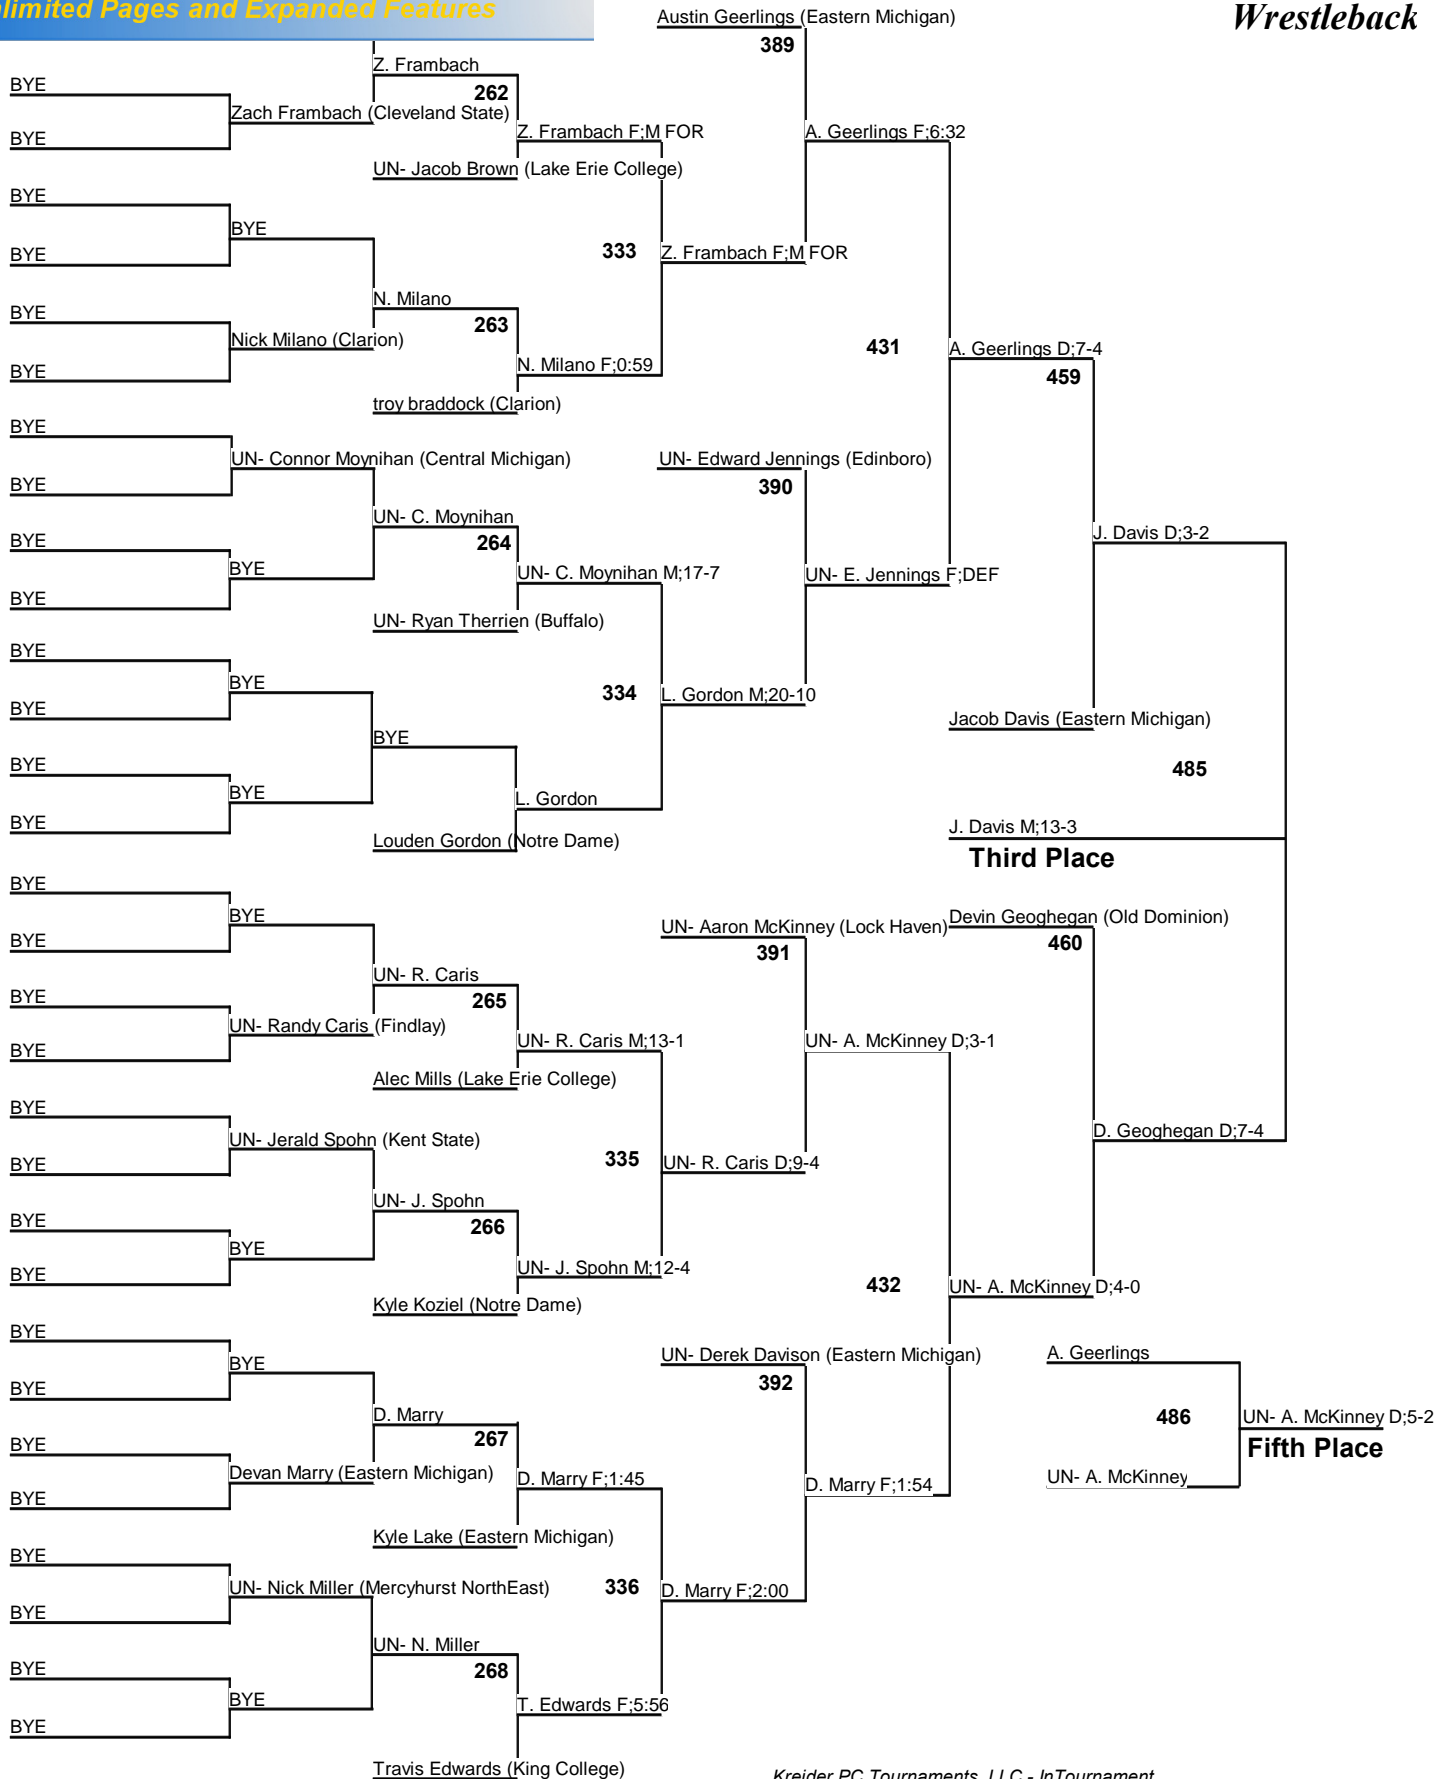 limited Pages and Expanded Features
Wrestleback
Austin Geerlings (Eastern Michigan)
389
Z. Frambach
262
BYE
Zach Frambach (Cleveland State)
BYE
Z. Frambach F;M FOR
A. Geerlings F;6:32
UN- Jacob Brown (Lake Erie College)
BYE
BYE
BYE
333
Z. Frambach F;M FOR
N. Milano
263
BYE
Nick Milano (Clarion)
BYE
N. Milano F;0:59
431
A. Geerlings D;7-4
459
troy braddock (Clarion)
BYE
UN- Connor Moynihan (Central Michigan)
BYE
UN- Edward Jennings (Edinboro)
390
UN- C. Moynihan
264
J. Davis D;3-2
BYE
BYE
BYE
UN- C. Moynihan M;17-7
UN- E. Jennings F;DEF
UN- Ryan Therrien (Buffalo)
BYE
BYE
BYE
334
L. Gordon M;20-10
Jacob Davis (Eastern Michigan)
BYE
BYE
BYE
BYE
485
L. Gordon
Louden Gordon (Notre Dame)
J. Davis M;13-3
Third Place
BYE
BYE
BYE
UN- Aaron McKinney (Lock Haven)
391
Devin Geoghegan (Old Dominion)
460
UN- R. Caris
265
BYE
UN- Randy Caris (Findlay)
BYE
UN- R. Caris M;13-1
UN- A. McKinney D;3-1
Alec Mills (Lake Erie College)
BYE
UN- Jerald Spohn (Kent State)
BYE
335
UN- R. Caris D;9-4
D. Geoghegan D;7-4
UN- J. Spohn
266
BYE
BYE
BYE
UN- J. Spohn M;12-4
432
UN- A. McKinney D;4-0
Kyle Koziel (Notre Dame)
BYE
BYE
BYE
UN- Derek Davison (Eastern Michigan)
392
A. Geerlings
D. Marry
267
486
UN- A. McKinney D;5-2
Fifth Place
BYE
Devan Marry (Eastern Michigan)
BYE
D. Marry F;1:45
D. Marry F;1:54
UN- A. McKinney
Kyle Lake (Eastern Michigan)
BYE
UN- Nick Miller (Mercyhurst NorthEast)
BYE
336
D. Marry F;2:00
UN- N. Miller
268
BYE
BYE
BYE
T. Edwards F;5:56
Travis Edwards (King College)
Kreider PC Tournaments, LLC - InTournament